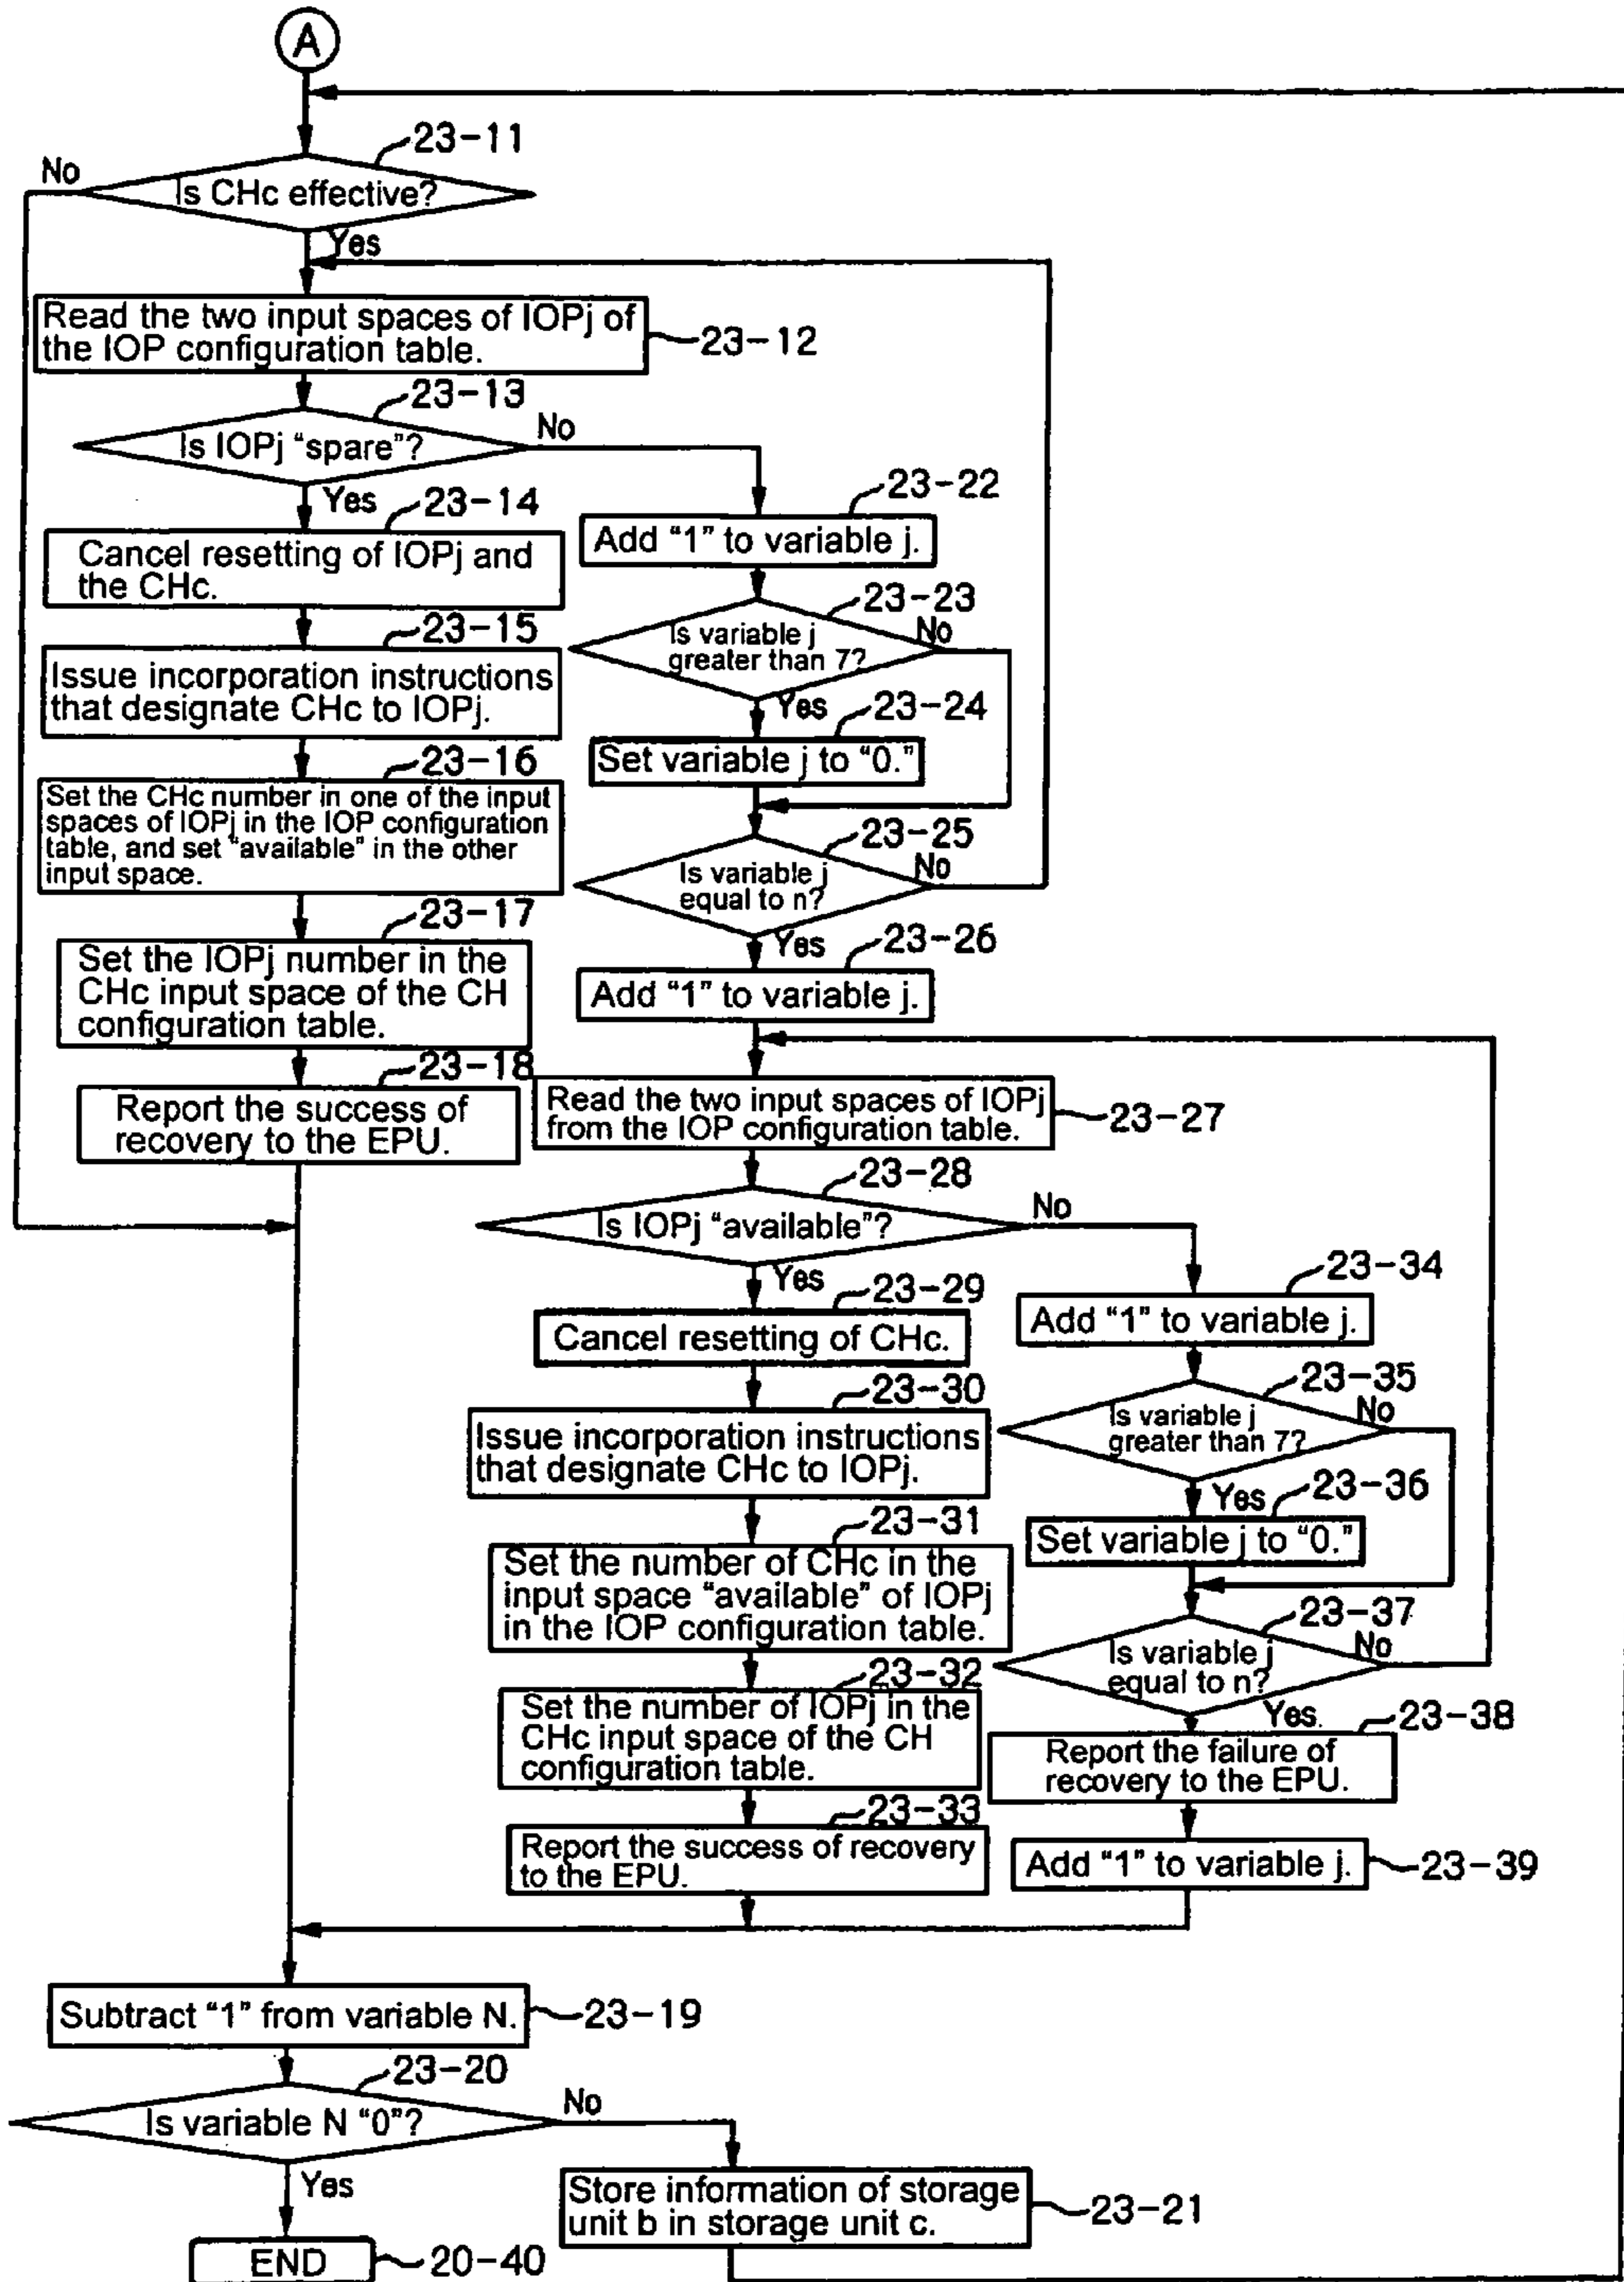 A
23-11
No
Is CHc effective?
Yes
Read the two input spaces of IOPj of
the IOP configuration table.
23-12
23-13
Is IOPj "spare"?
No
Yes
23-14
Cancel resetting of IOPj and
the CHc.
23-15
Issue incorporation instructions
that designate CHc to IOPj.
23-16
Set the CHc number in one of the input
spaces of IOPj in the IOP configuration
table, and set "available" in the other
input space.
23-17
Set the IOPj number in the
CHc input space of the CH
configuration table.
23-18
Report the success of
recovery to the EPU.
23-22
Add "1" to variable j.
23-23
Is variable j
greater than 7?
No
Yes
23-24
Set variable j to "0."
23-25
Is variable j
equal to n?
No
Yes
23-26
Add "1" to variable j.
Read the two input spaces of IOPj
from the IOP configuration table.
23-27
23-28
Is IOPj "available"?
No
Yes
23-29
Cancel resetting of CHc.
23-30
Issue incorporation instructions
that designate CHc to IOPj.
23-31
Set the number of CHc in the
input space "available" of IOPj
in the IOP configuration table.
23-32
Set the number of IOPj in the
CHc input space of the CH
configuration table.
23-33
Report the success of recovery
to the EPU.
23-34
Add "1" to variable j.
23-35
Is variable j
greater than 7?
No
Yes
23-36
Set variable j to "0."
23-37
Is variable j
equal to n?
No
Yes.
23-38
Report the failure of
recovery to the EPU.
Add "1" to variable j.
23-39
Subtract "1" from variable N.
23-19
23-20
Is variable N "0"?
No
Yes
Store information of storage
unit b in storage unit c.
23-21
END
20-40